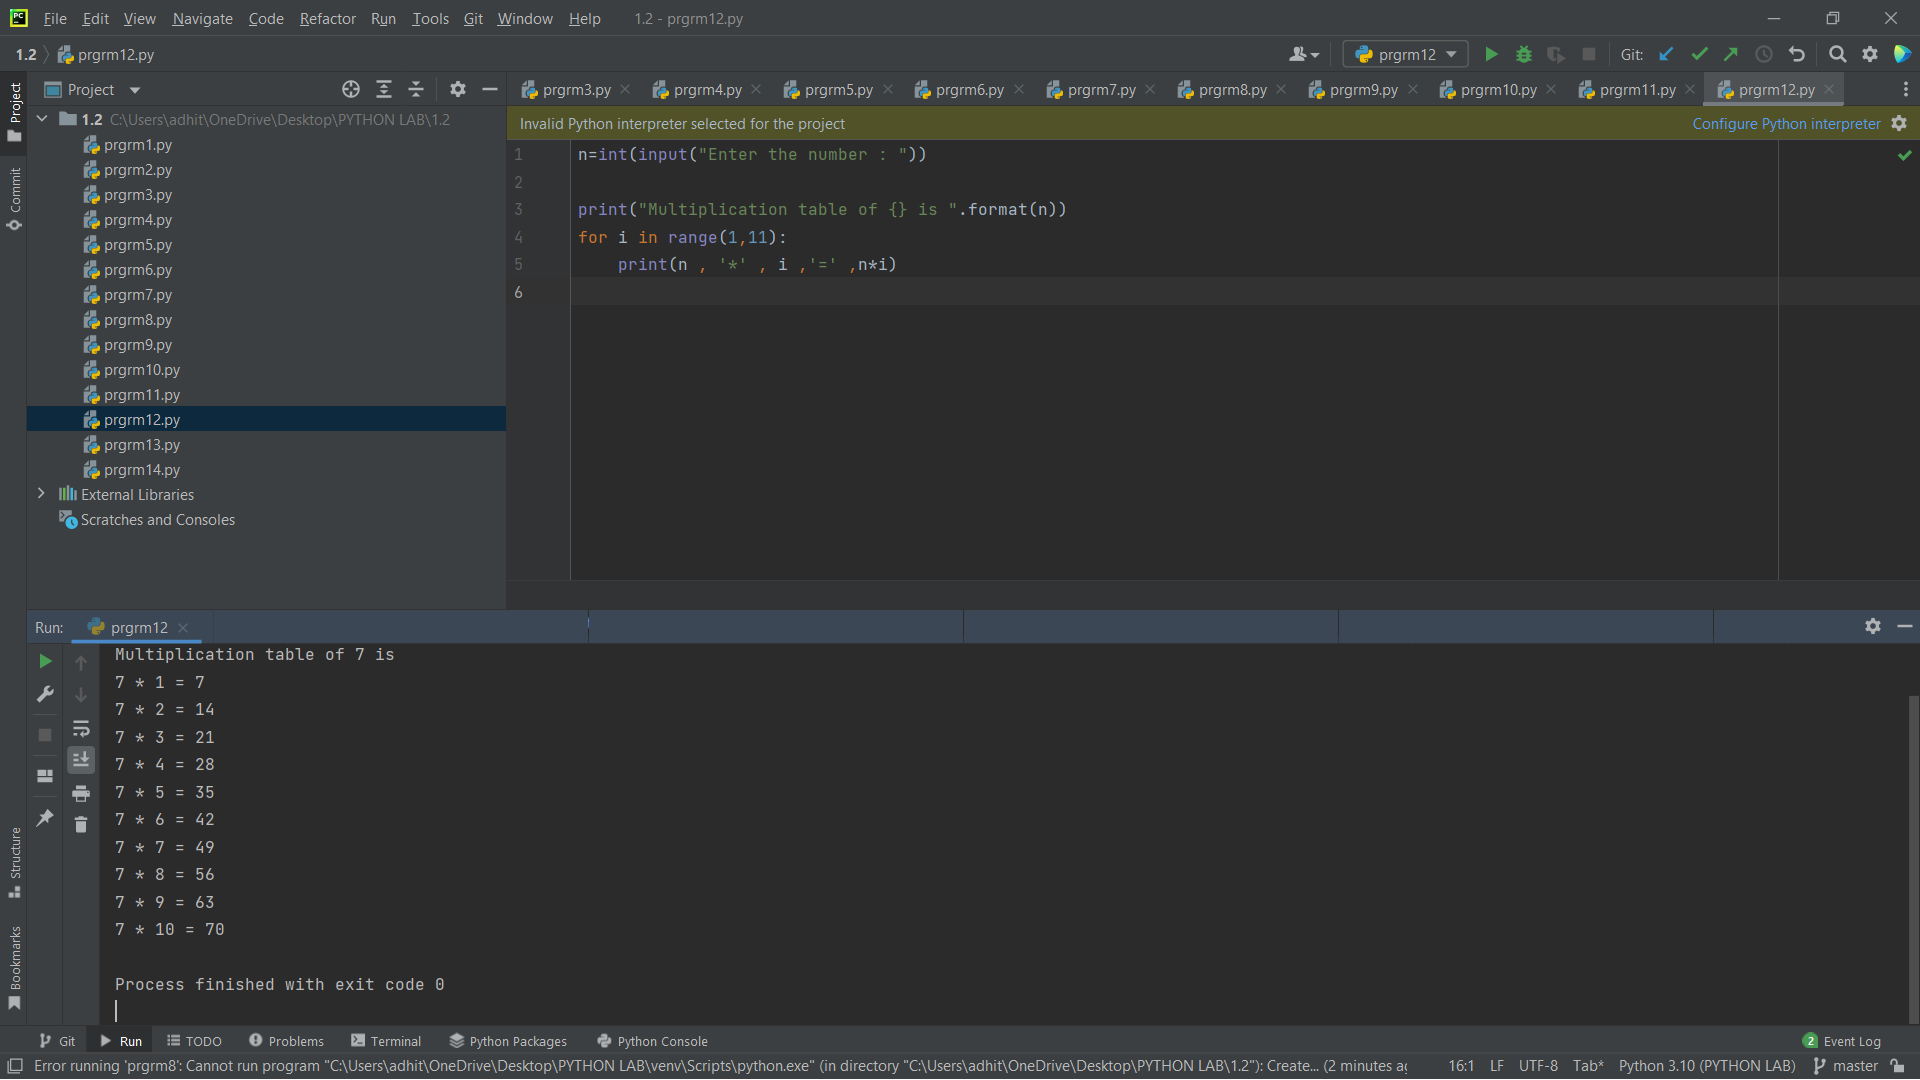 File Edit View Navigate Code Refactor Run Tools Git Window Help 1.2 - prgrm12.py
1.2 prgrm12.py prgrm12 Git:
Project
prgrm3.py prgrm4.py prgrm5.py prgrm6.py prgrm7.py prgrm8.py prgrm9.py prgrm10.py prgrm11.py prgrm12.py
Project
Commit
Structure
Bookmarks
1.2 C:\Users\adhit\OneDrive\Desktop\PYTHON LAB\1.2
prgrm1.py
prgrm2.py
prgrm3.py
prgrm4.py
prgrm5.py
prgrm6.py
prgrm7.py
prgrm8.py
prgrm9.py
prgrm10.py
prgrm11.py
prgrm12.py
prgrm13.py
prgrm14.py
External Libraries
Scratches and Consoles
Invalid Python interpreter selected for the project Configure Python interpreter
1 n=int(input("Enter the number : "))
2
3 print("Multiplication table of {} is ".format(n))
4 for i in range(1,11):
5     print(n , '*' , i ,'=' ,n*i)
6
Run: prgrm12
Multiplication table of 7 is
7 * 1 = 7
7 * 2 = 14
7 * 3 = 21
7 * 4 = 28
7 * 5 = 35
7 * 6 = 42
7 * 7 = 49
7 * 8 = 56
7 * 9 = 63
7 * 10 = 70
Process finished with exit code 0
Git Run TODO Problems Terminal Python Packages Python Console 2 Event Log
Error running 'prgrm8': Cannot run program "C:\Users\adhit\OneDrive\Desktop\PYTHON LAB\venv\Scripts\python.exe" (in directory "C:\Users\adhit\OneDrive\Desktop\PYTHON LAB\1.2"): Create... (2 minutes ag 16:1 LF UTF-8 Tab* Python 3.10 (PYTHON LAB) master